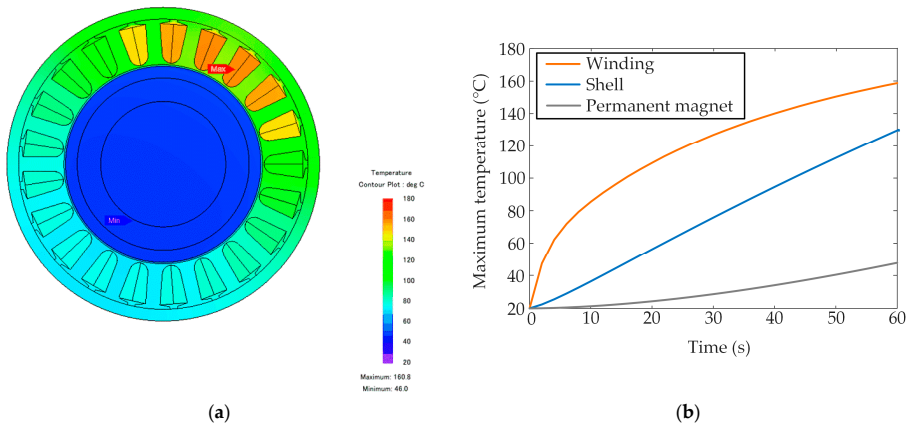 Max
Min
Temperature
Contour Plot : deg C
180
160
140
120
100
80
60
40
20
Maximum: 160.8
Minimum: 46.0
(a)
180
160
140
120
100
80
60
40
20
Maximum temperature (°C)
Winding
Shell
Permanent magnet
0
10
20
30
40
50
60
Time (s)
(b)